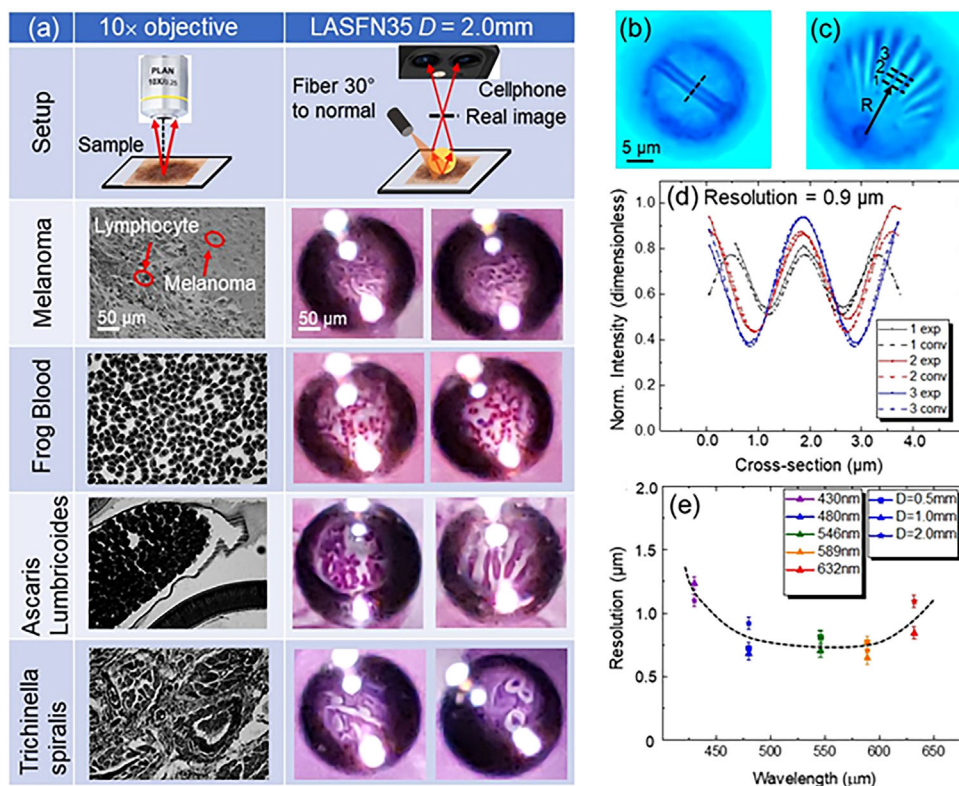 (a)
10× objective
LASFN35 D = 2.0mm
Setup
PLAN
10X/0.25
Sample
Fiber 30°
to normal
Cellphone
Real image
Melanoma
Lymphocyte
Melanoma
50 µm
50 µm
Frog Blood
Ascaris
Lumbricoides
Trichinella
spiralis
(b)
5 µm
(c)
3
2
1
R
(d)
Resolution = 0.9 µm
Norm. Intensity (dimensionless)
1.0
0.8
0.6
0.4
0.2
0
1 exp
1 conv
2 exp
2 conv
3 exp
3 conv
0.0 1.0 2.0 3.0 4.0
Cross-section (µm)
(e)
Resolution (µm)
2.0
1.5
1.0
0.5
0
430nm
480nm
546nm
589nm
632nm
D=0.5mm
D=1.0mm
D=2.0mm
450 500 550 600 650
Wavelength (µm)